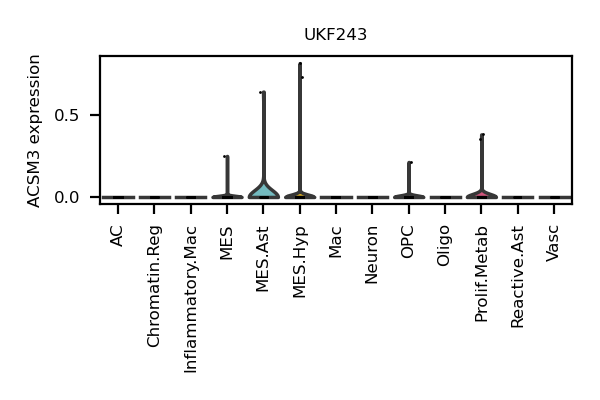 UKF243
ACSM3 expression
0.5
0.0
AC
Chromatin.Reg
Inflammatory.Mac
MES
MES.Ast
MES.Hyp
Mac
Neuron
OPC
Oligo
Prolif.Metab
Reactive.Ast
Vasc